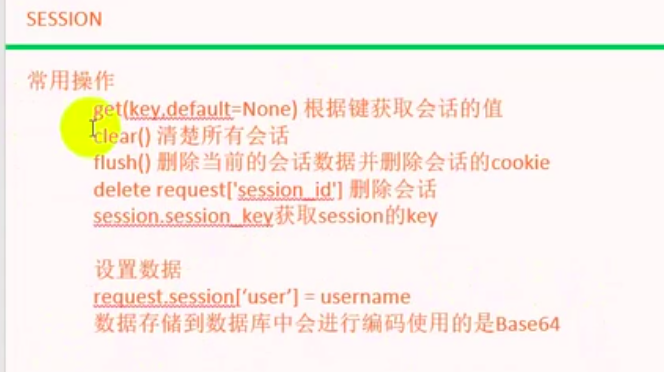 SESSION
常用操作
get(key,default=None) 根据键获取会话的值
clear() 清楚所有会话
flush() 删除当前的会话数据并删除会话的cookie
delete request['session_id'] 删除会话
session.session_key获取session的key
设置数据
request.session[‘user’] = username
数据存储到数据库中会进行编码使用的是Base64